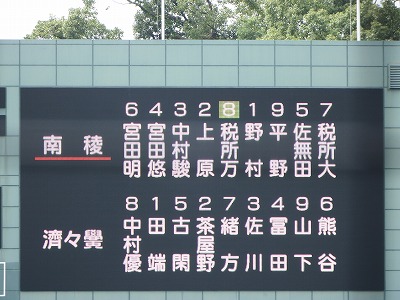 南稜
6 4 3 2 8 1 9 5 7
宮田明 宮田悠 中村駿 上原 税所万 野村 平野 佐無田 税所大
濟々黌
8 1 5 2 7 3 4 9 6
中村優 田端 古閑 茶屋野 緒方 佐川 冨田 山下 熊谷